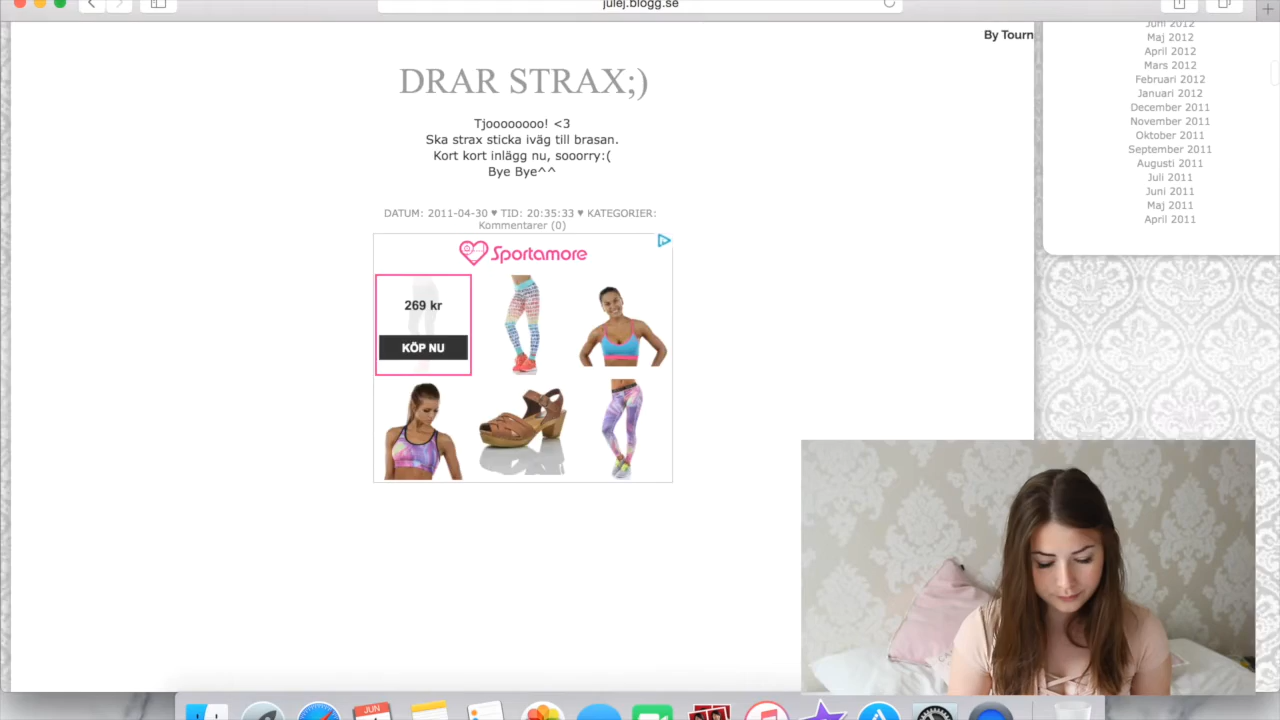 julej.blogg.se
By Tourn
DRAR STRAX;)
Tjoooooooo! <3
Ska strax sticka iväg till brasan.
Kort kort inlägg nu, sooorry:(
Bye Bye^^
DATUM: 2011-04-30 ♥ TID: 20:35:33 ♥ KATEGORIER:
Kommentarer (0)
Sportamore
269 kr
KÖP NU
Juni 2012
Maj 2012
April 2012
Mars 2012
Februari 2012
Januari 2012
December 2011
November 2011
Oktober 2011
September 2011
Augusti 2011
Juli 2011
Juni 2011
Maj 2011
April 2011
JUN